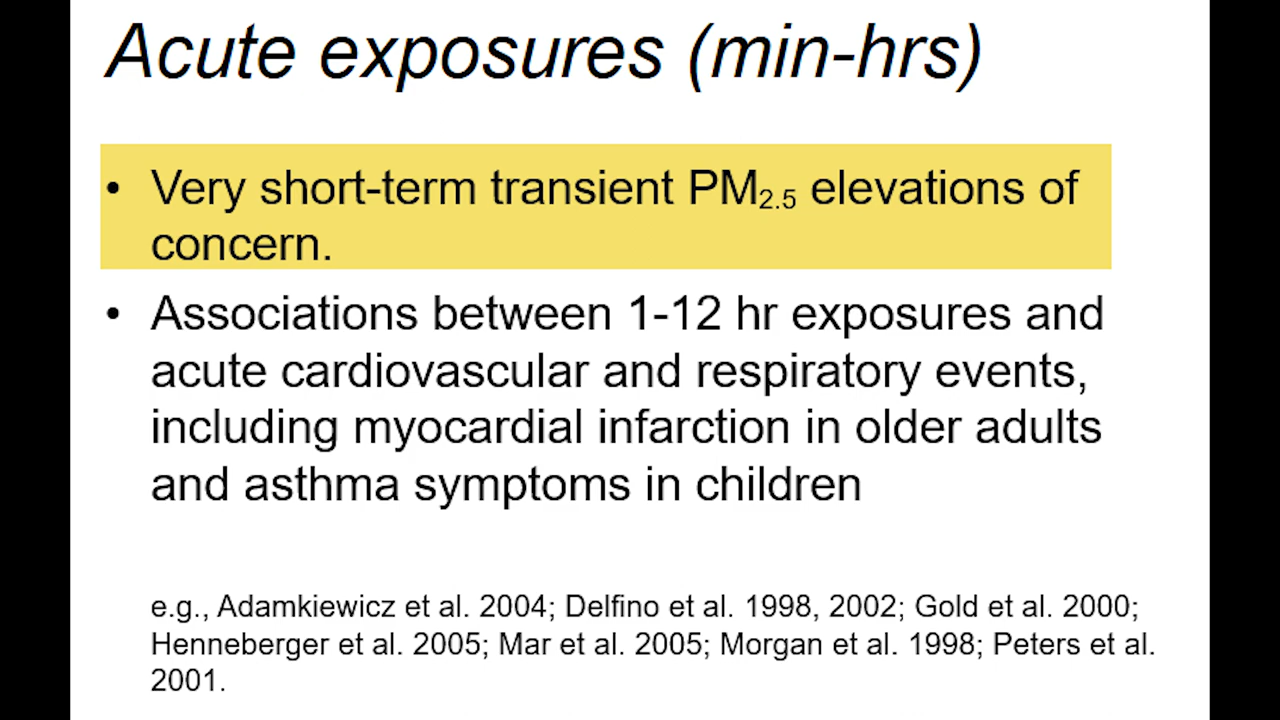 Acute exposures (min-hrs)
• Very short-term transient PM2.5 elevations of
concern.
• Associations between 1-12 hr exposures and
acute cardiovascular and respiratory events,
including myocardial infarction in older adults
and asthma symptoms in children
e.g., Adamkiewicz et al. 2004; Delfino et al. 1998, 2002; Gold et al. 2000;
Henneberger et al. 2005; Mar et al. 2005; Morgan et al. 1998; Peters et al.
2001.